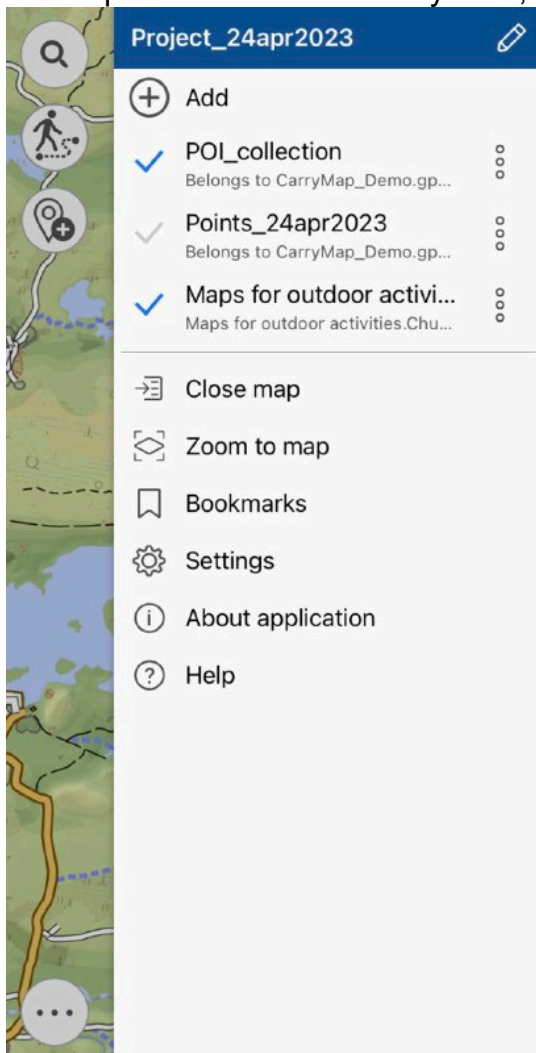 Project_24apr2023
Add
POI_collection
Belongs to CarryMap_Demo.gp...
Points_24apr2023
Belongs to CarryMap_Demo.gp...
Maps for outdoor activi...
Maps for outdoor activities.Chu...
Close map
Zoom to map
Bookmarks
Settings
About application
Help